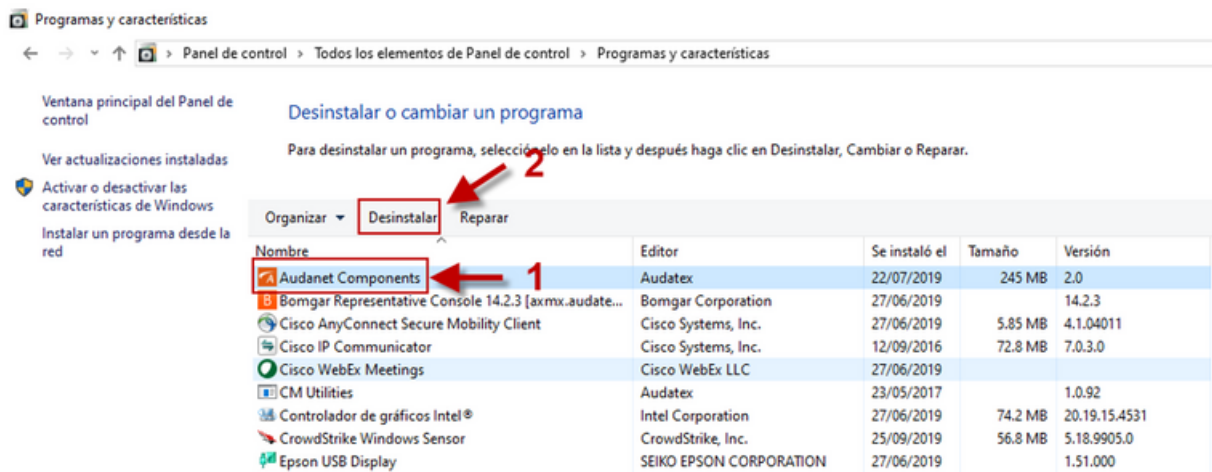 Programas y características
Panel de control > Todos los elementos de Panel de control > Programas y características
Ventana principal del Panel de
control
Ver actualizaciones instaladas
Activar o desactivar las
características de Windows
Instalar un programa desde la
red
Desinstalar o cambiar un programa
Para desinstalar un programa, selecciónelo en la lista y después haga clic en Desinstalar, Cambiar o Reparar.
2
Organizar Desinstalar Reparar
Nombre Editor Se instaló el Tamaño Versión
Audanet Components Audatex 22/07/2019 245 MB 2.0
1
Bomgar Representative Console 14.2.3 [axmx.audate... Bomgar Corporation 27/06/2019 14.2.3
Cisco AnyConnect Secure Mobility Client Cisco Systems, Inc. 27/06/2019 5.85 MB 4.1.04011
Cisco IP Communicator Cisco Systems, Inc. 12/09/2016 72.8 MB 7.0.3.0
Cisco WebEx Meetings Cisco WebEx LLC 27/06/2019
CM Utilities Audatex 23/05/2017 1.0.92
Controlador de gráficos Intel® Intel Corporation 27/06/2019 74.2 MB 20.19.15.4531
CrowdStrike Windows Sensor CrowdStrike, Inc. 25/09/2019 56.8 MB 5.18.9905.0
Epson USB Display SEIKO EPSON CORPORATION 27/06/2019 1.51.000